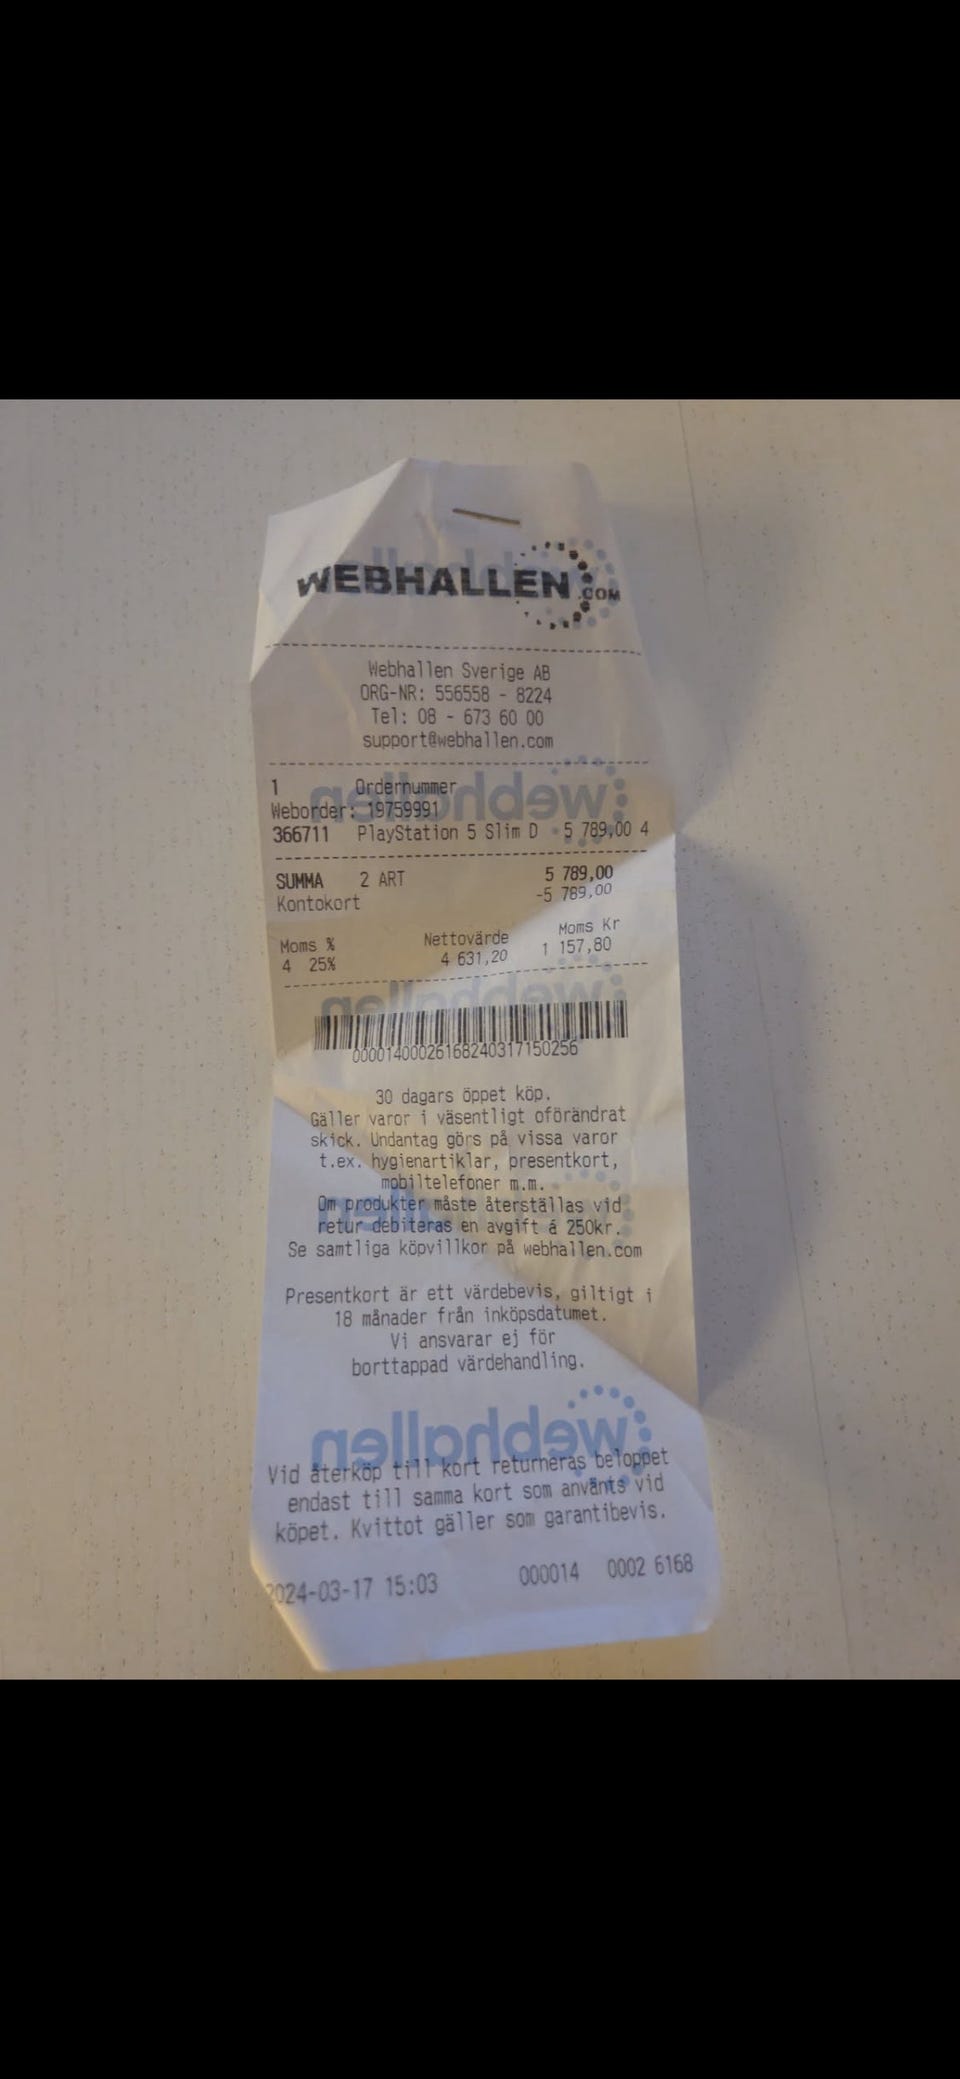 WEBHALLEN.COM
Webhallen Sverige AB
ORG-NR: 556558 - 8224
Tel: 08 - 673 60 00
support@webhallen.com
1 Ordernummer
Weborder: 19759991
366711 PlayStation 5 Slim D 5 789,00 4
SUMMA 2 ART 5 789,00
Kontokort -5 789,00
Moms % Nettovärde Moms Kr
4 25% 4 631,20 1 157,80
00001400026168240317150256
30 dagars öppet köp.
Gäller varor i väsentligt oförändrat
skick. Undantag görs på vissa varor
t.ex. hygienartiklar, presentkort,
mobiltelefoner m.m.
Om produkter måste återställas vid
retur debiteras en avgift á 250kr.
Se samtliga köpvillkor på webhallen.com
Presentkort är ett värdebevis, giltigt i
18 månader från inköpsdatumet.
Vi ansvarar ej för
borttappad värdehandling.
webhallen
Vid återköp till kort returneras beloppet
endast till samma kort som använts vid
köpet. Kvittot gäller som garantibevis.
2024-03-17 15:03 000014 0002 6168